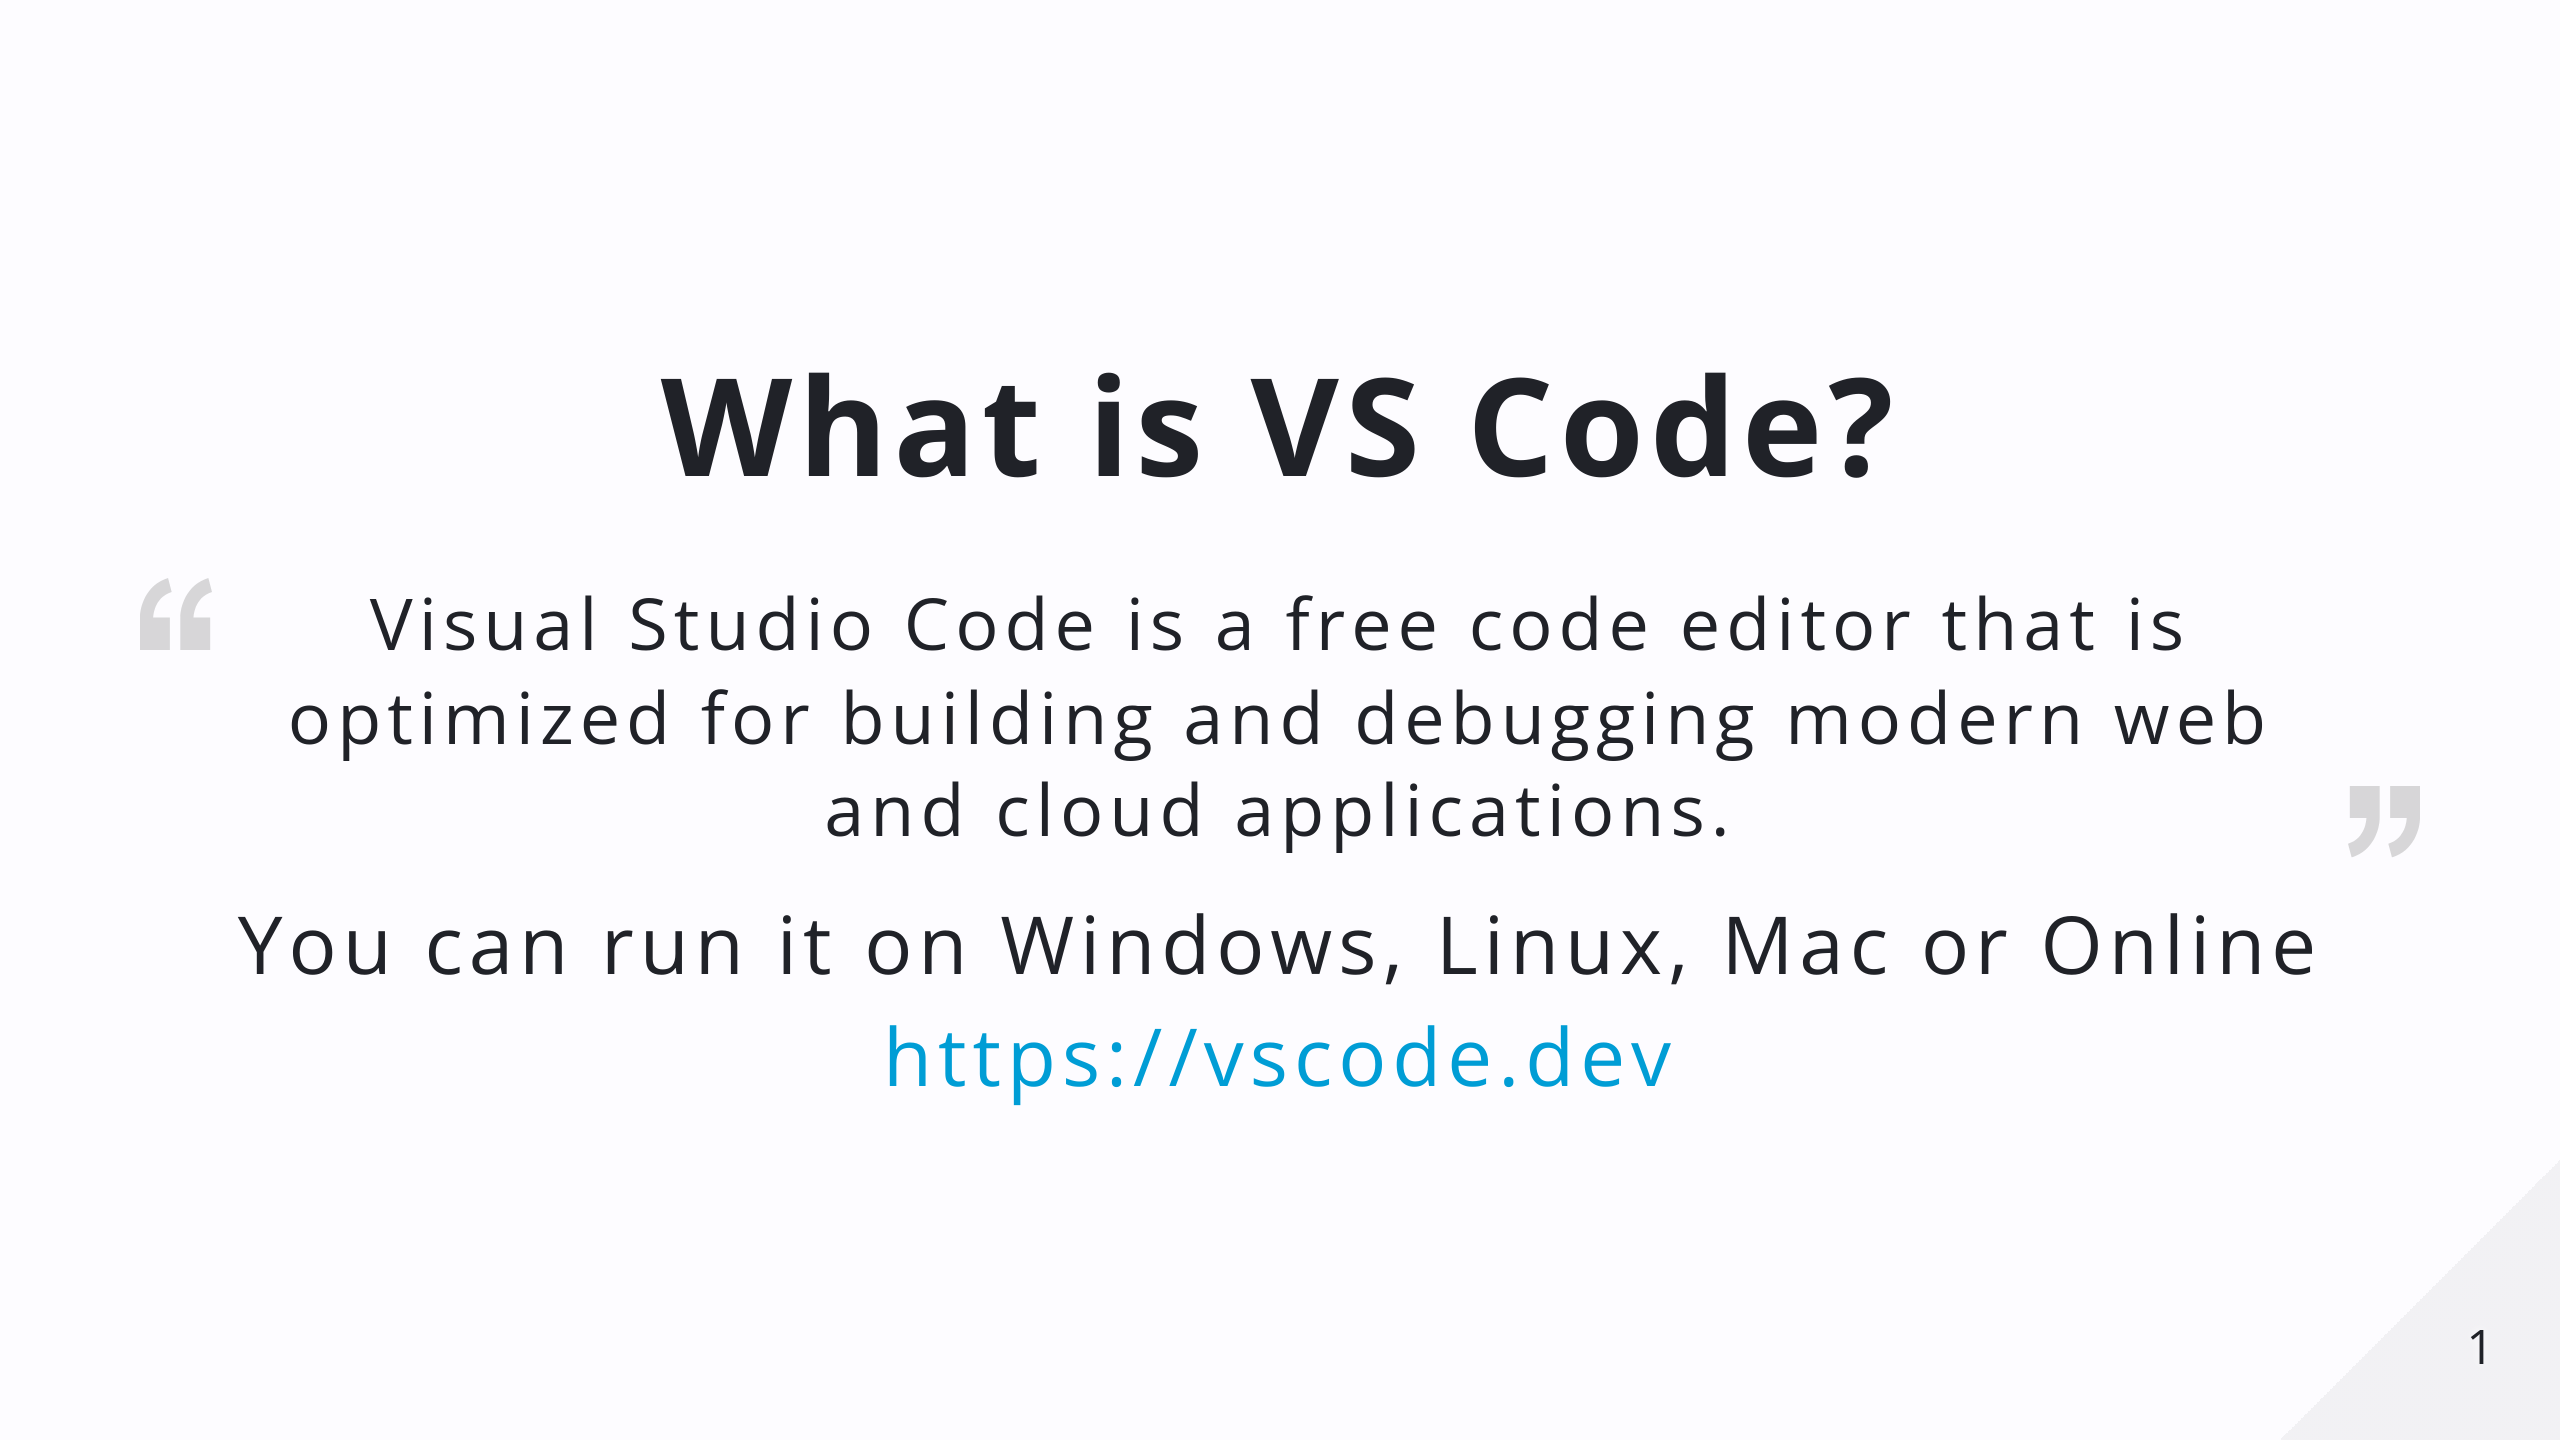 What is VS Code?
“ Visual Studio Code is a free code editor that is
optimized for building and debugging modern web
and cloud applications. ”
You can run it on Windows, Linux, Mac or Online
https://vscode.dev
1